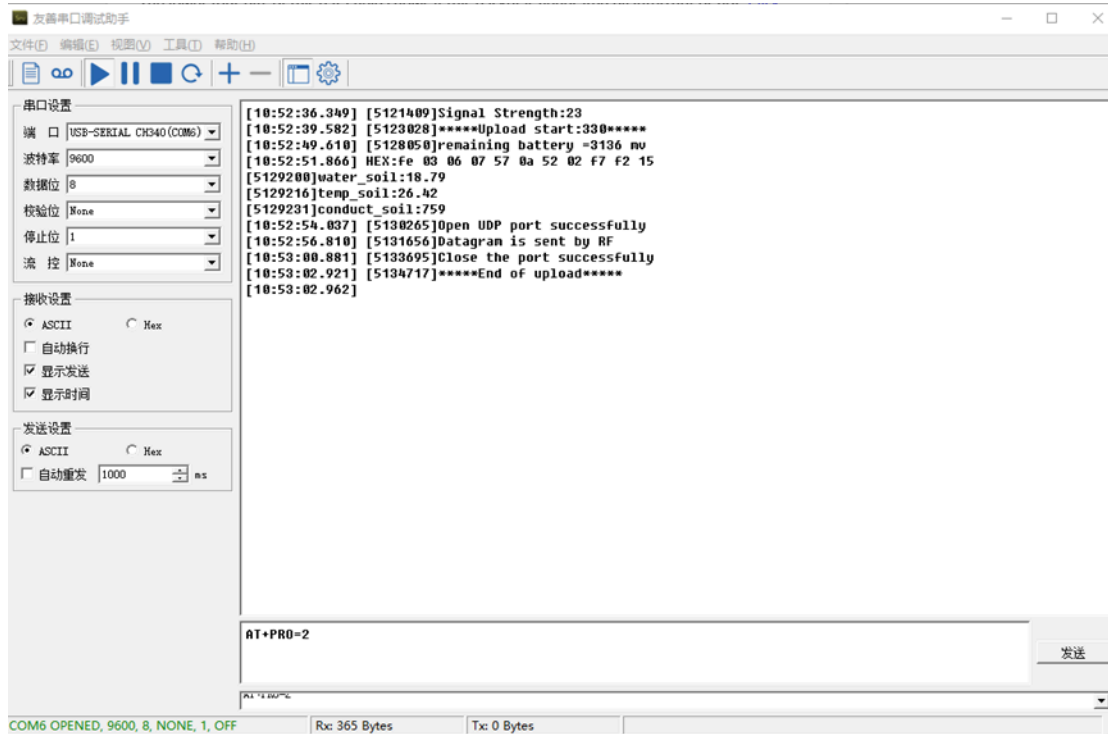 友善串口调试助手
文件(F) 编辑(E) 视图(V) 工具(T) 帮助(H)
串口设置
端 口 USB-SERIAL CH340(COM6)
波特率 9600
数据位 8
校验位 None
停止位 1
流 控 None
接收设置
ASCII Hex
自动换行
显示发送
显示时间
发送设置
ASCII Hex
自动重发 1000 ms
[10:52:36.349] [5121409]Signal Strength:23
[10:52:39.582] [5123028]*****Upload start:330*****
[10:52:49.610] [5128050]remaining battery =3136 mv
[10:52:51.866] HEX:fe 03 06 07 57 0a 52 02 f7 f2 15
[5129200]water_soil:18.79
[5129216]temp_soil:26.42
[5129231]conduct_soil:759
[10:52:54.037] [5130265]Open UDP port successfully
[10:52:56.810] [5131656]Datagram is sent by RF
[10:53:00.881] [5133695]Close the port successfully
[10:53:02.921] [5134717]*****End of upload*****
[10:53:02.962]
AT+PRO=2
发送
AT+PRO=2
COM6 OPENED, 9600, 8, NONE, 1, OFF Rx: 365 Bytes Tx: 0 Bytes